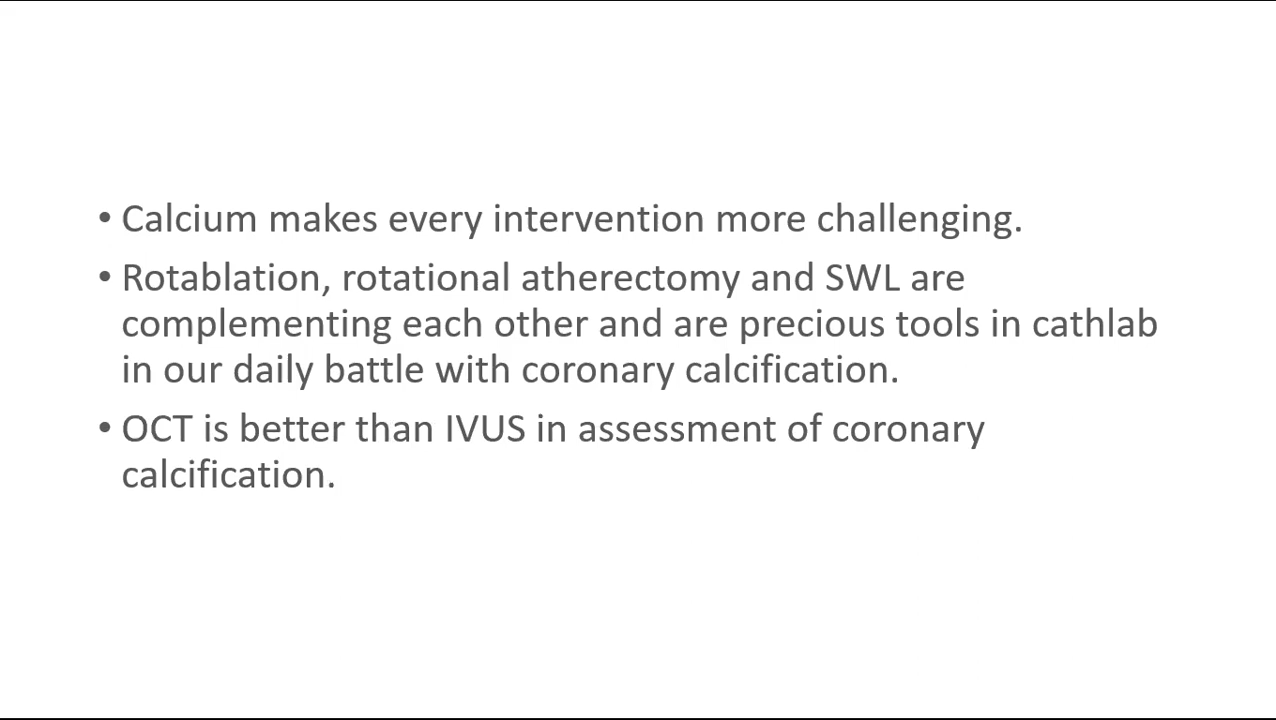 • Calcium makes every intervention more challenging.
• Rotablation, rotational atherectomy and SWL are
complementing each other and are precious tools in cathlab
in our daily battle with coronary calcification.
• OCT is better than IVUS in assessment of coronary
calcification.